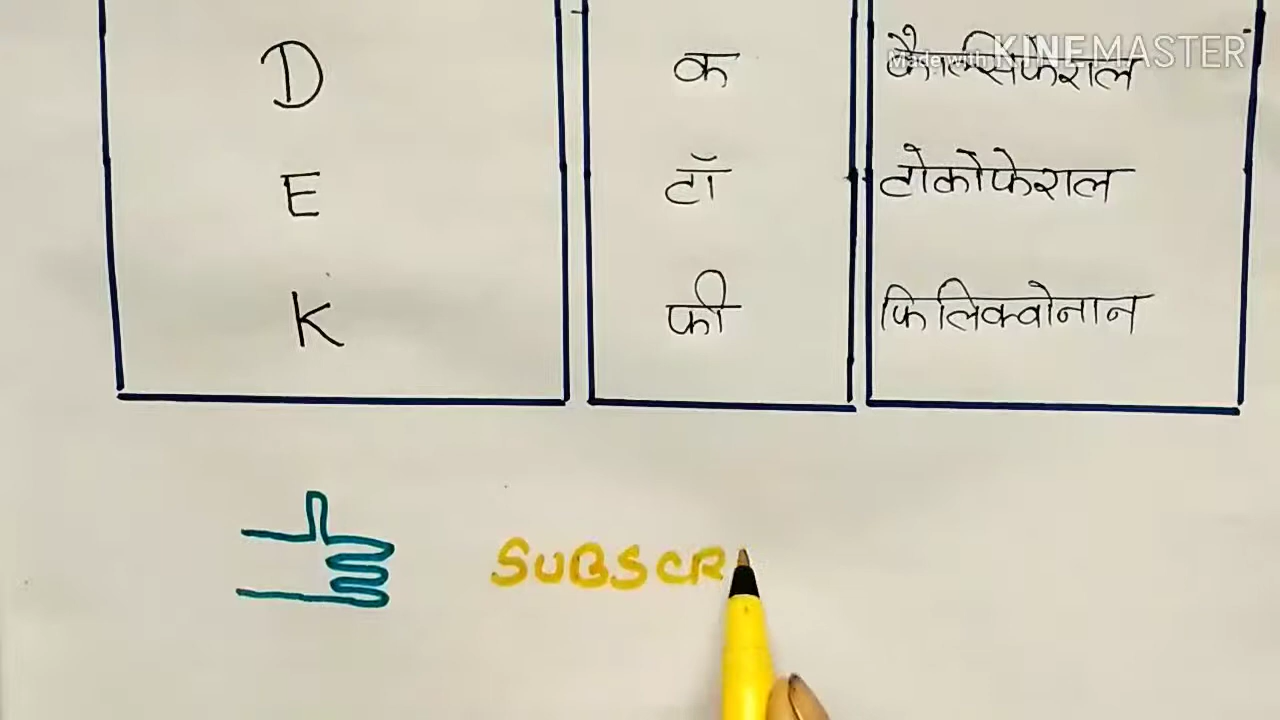 Made with KINEMASTER
D क कैल्सिफेराल
E टॉ टोकोफेराल
K फी फिलिक्वोनान
SUBSCR